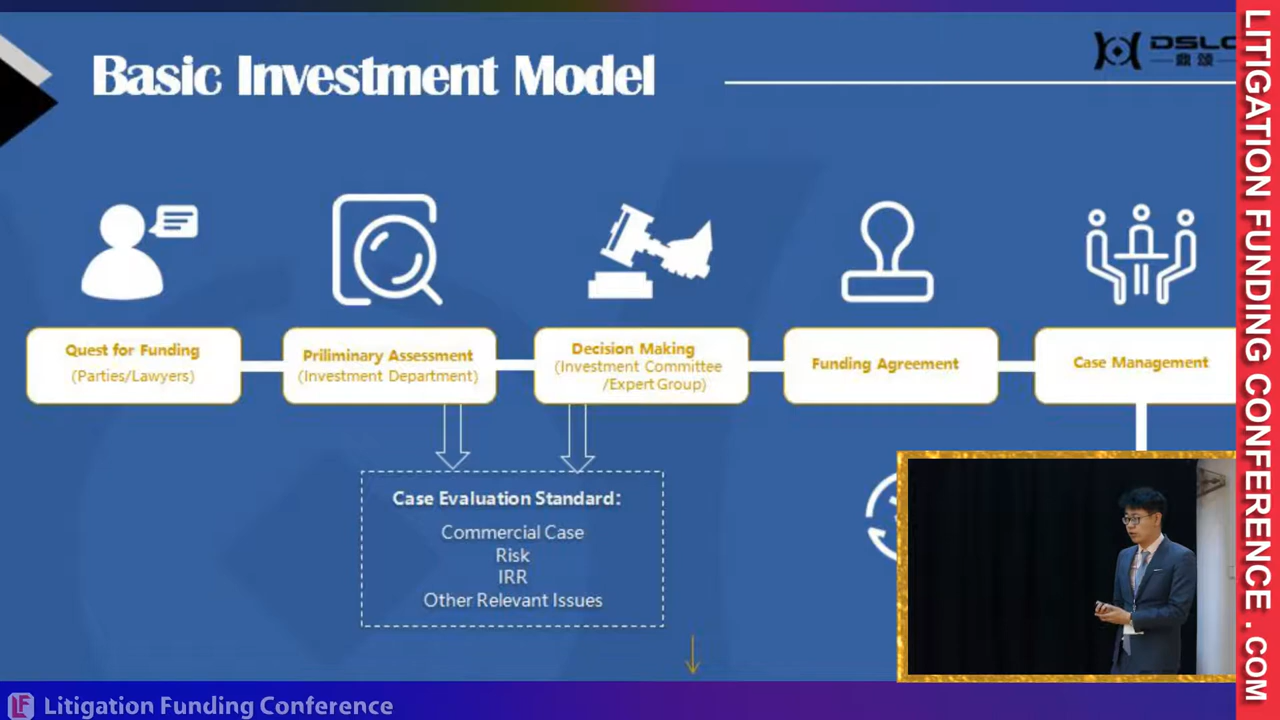 Basic Investment Model
鼎颂
Quest for Funding
(Parties/Lawyers)
Priliminary Assessment
(Investment Department)
Decision Making
(Investment Committee
/Expert Group)
Funding Agreement
Case Management
Case Evaluation Standard:
Commercial Case
Risk
IRR
Other Relevant Issues
LF Litigation Funding Conference
LITIGATION FUNDING CONFERENCE . COM